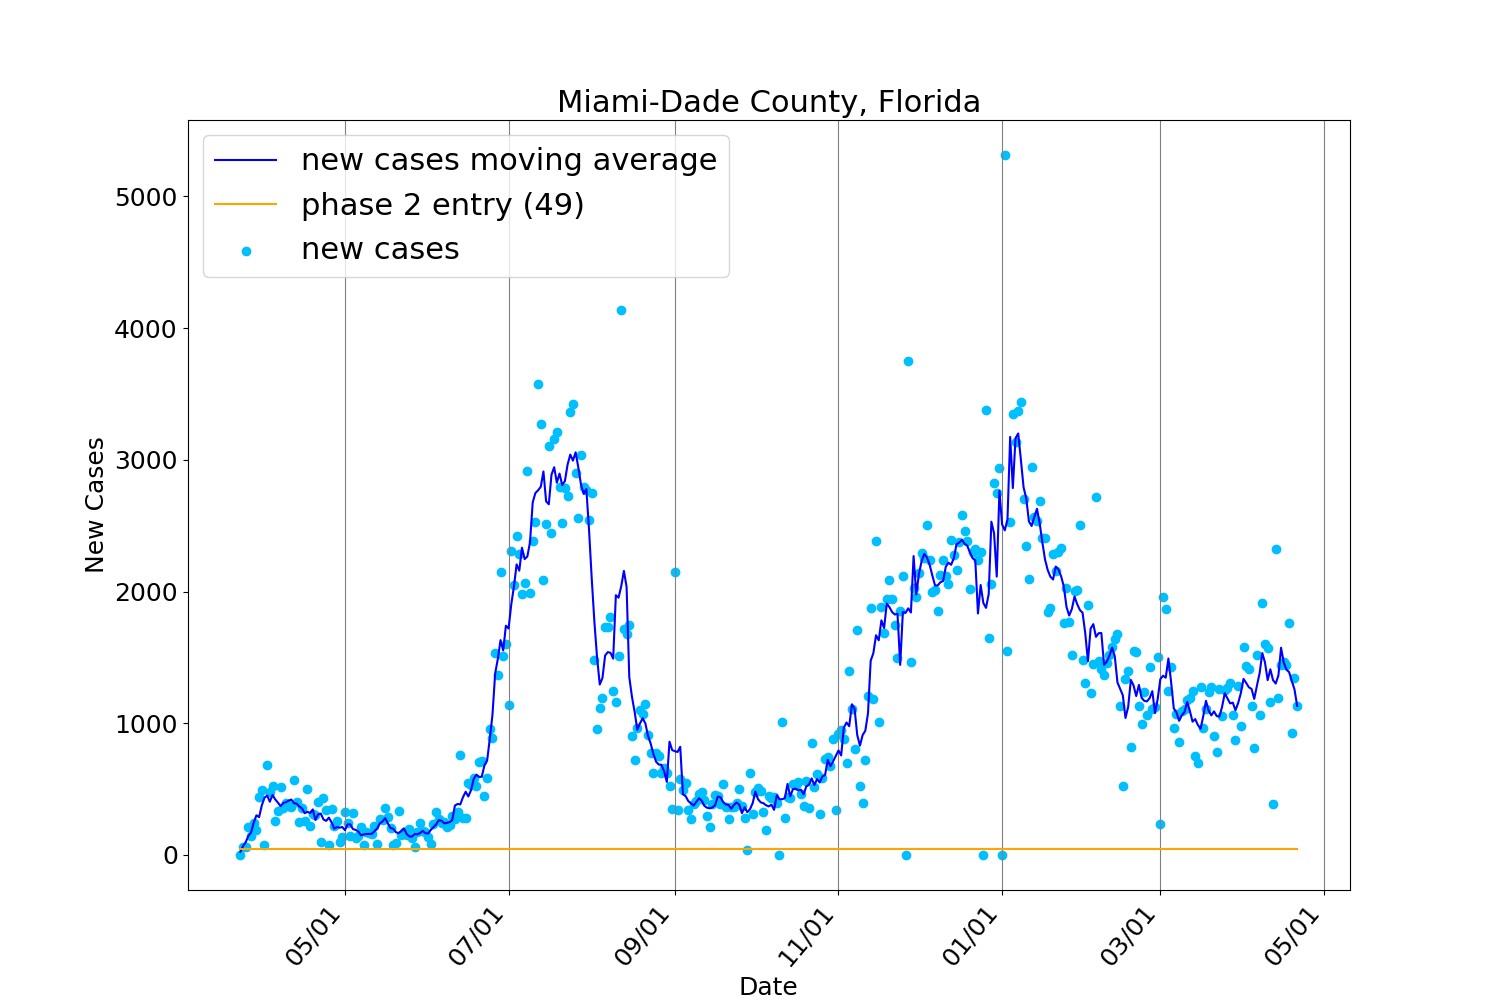 Miami-Dade County, Florida
new cases moving average
phase 2 entry (49)
new cases
5000
4000
3000
2000
1000
0
New Cases
05/01
07/01
09/01
11/01
01/01
03/01
05/01
Date